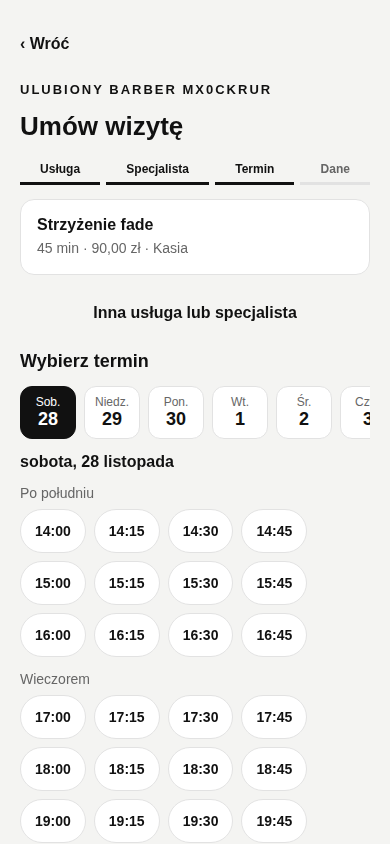 ‹ Wróć
ULUBIONY BARBER MX0CKRUR
Umów wizytę
Usługa Specjalista Termin Dane
Strzyżenie fade
45 min · 90,00 zł · Kasia
Inna usługa lub specjalista
Wybierz termin
Sob. Niedz. Pon. Wt. Śr.
28 29 30 1 2
sobota, 28 listopada
Po południu
14:00 14:15 14:30 14:45
15:00 15:15 15:30 15:45
16:00 16:15 16:30 16:45
Wieczorem
17:00 17:15 17:30 17:45
18:00 18:15 18:30 18:45
19:00 19:15 19:30 19:45